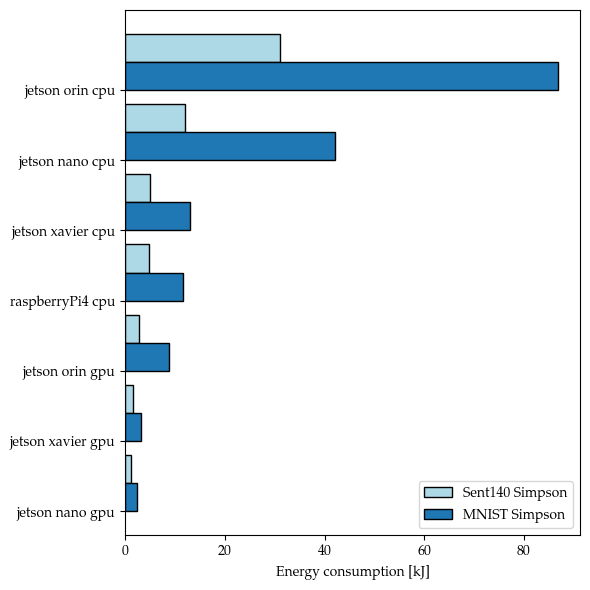 jetson orin cpu
jetson nano cpu
jetson xavier cpu
raspberryPi4 cpu
jetson orin gpu
jetson xavier gpu
jetson nano gpu
Sent140 Simpson
MNIST Simpson
0 20 40 60 80
Energy consumption [kJ]